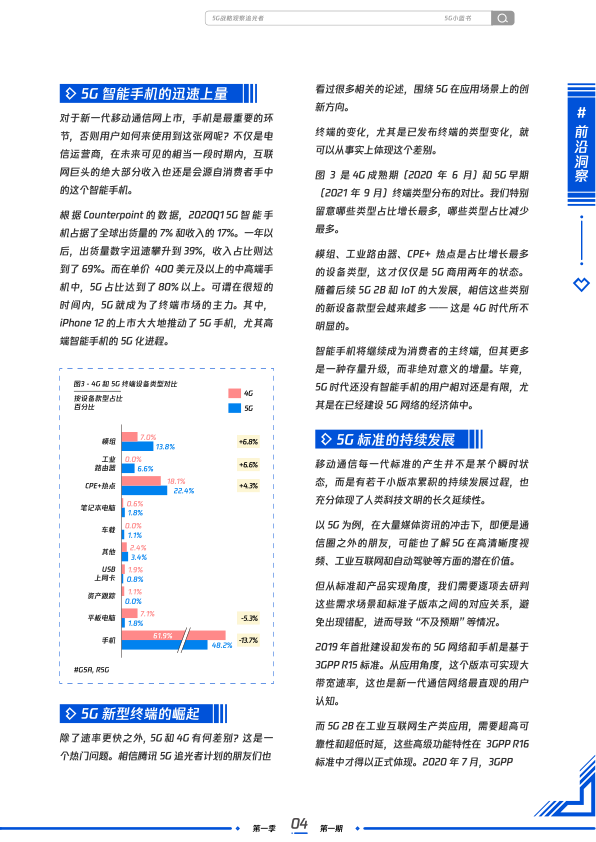 5G战略观察追光者
5G小蓝书
5G 智能手机的迅速上量
对于新一代移动通信网上市，手机是最重要的环
节，否则用户如何来使用到这张网呢？不仅是电
信运营商，在未来可见的相当一段时期内，互联
网巨头的绝大部分收入也还会源自消费者手中
的这个智能手机。
根据 Counterpoint 的数据，2020Q1 5G 智能手
机占据了全球出货量的 7% 和收入的 17%。一年以
后，出货量数字迅速攀升到 39%，收入占比则达
到了 69%。而在单价 400 美元及以上的中高端手
机中，5G 占比达到了 80% 以上。可谓在很短的
时间内，5G 就成为了终端市场的主力。其中，
iPhone 12 的上市大大地推动了 5G 手机，尤其高
端智能手机的 5G 化进程。
图3 - 4G 和 5G 终端设备类型对比
按设备款型占比
百分比
4G
5G
模组 7.0% 13.8% +6.8%
工业
路由器 0.0% 6.6% +6.6%
CPE+热点 18.1% 22.4% +4.3%
笔记本电脑 0.6% 1.8%
车载 0.0% 1.1%
其他 2.4% 3.4%
USB
上网卡 1.9% 0.8%
资产跟踪 1.1% 0.0%
平板电脑 7.1% 1.8% -5.3%
手机 61.9% 48.2% -13.7%
#GSA, R5G
5G 新型终端的崛起
除了速率更快之外，5G 和 4G 有何差别？这是一
个热门问题。相信腾讯 5G 追光者计划的朋友们也
看过很多相关的论述，围绕 5G 在应用场景上的创
新方向。
终端的变化，尤其是已发布终端的类型变化，就
可以从事实上体现这个差别。
图 3 是 4G 成熟期（2020 年 6 月）和 5G 早期
（2021 年 9 月）终端类型分布的对比。我们特别
留意哪些类型占比增长最多，哪些类型占比减少
最多。
模组、工业路由器、CPE+ 热点是占比增长最多
的设备类型，这才仅仅是 5G 商用两年的状态。
随着后续 5G 2B 和 IoT 的大发展，相信这些类别
的新设备款型会越来越多 —— 这是 4G 时代所不
明显的。
智能手机将继续成为消费者的主终端，但其更多
是一种存量升级，而非绝对意义的增量。毕竟，
5G 时代还没有智能手机的用户相对还是有限，尤
其是在已经建设 5G 网络的经济体中。
5G 标准的持续发展
移动通信每一代标准的产生并不是某个瞬时状
态，而是有若干小版本累积的持续发展过程，也
充分体现了人类科技文明的长久延续性。
以 5G 为例，在大量媒体资讯的冲击下，即便是通
信圈之外的朋友，可能也了解 5G 在高清晰度视
频、工业互联网和自动驾驶等方面的潜在价值。
但从标准和产品实现角度，我们需要逐项去研判
这些需求场景和标准子版本之间的对应关系，避
免出现错配，进而导致“不及预期”等情况。
2019 年首批建设和发布的 5G 网络和手机是基于
3GPP R15 标准。从应用角度，这个版本可实现大
带宽速率，这也是新一代通信网络最直观的用户
认知。
而 5G 2B 在工业互联网生产类应用，需要超高可
靠性和超低时延，这些高级功能特性在 3GPP R16
标准中才得以正式体现。2020 年 7 月，3GPP
# 前沿洞察
第一季 04 第一期